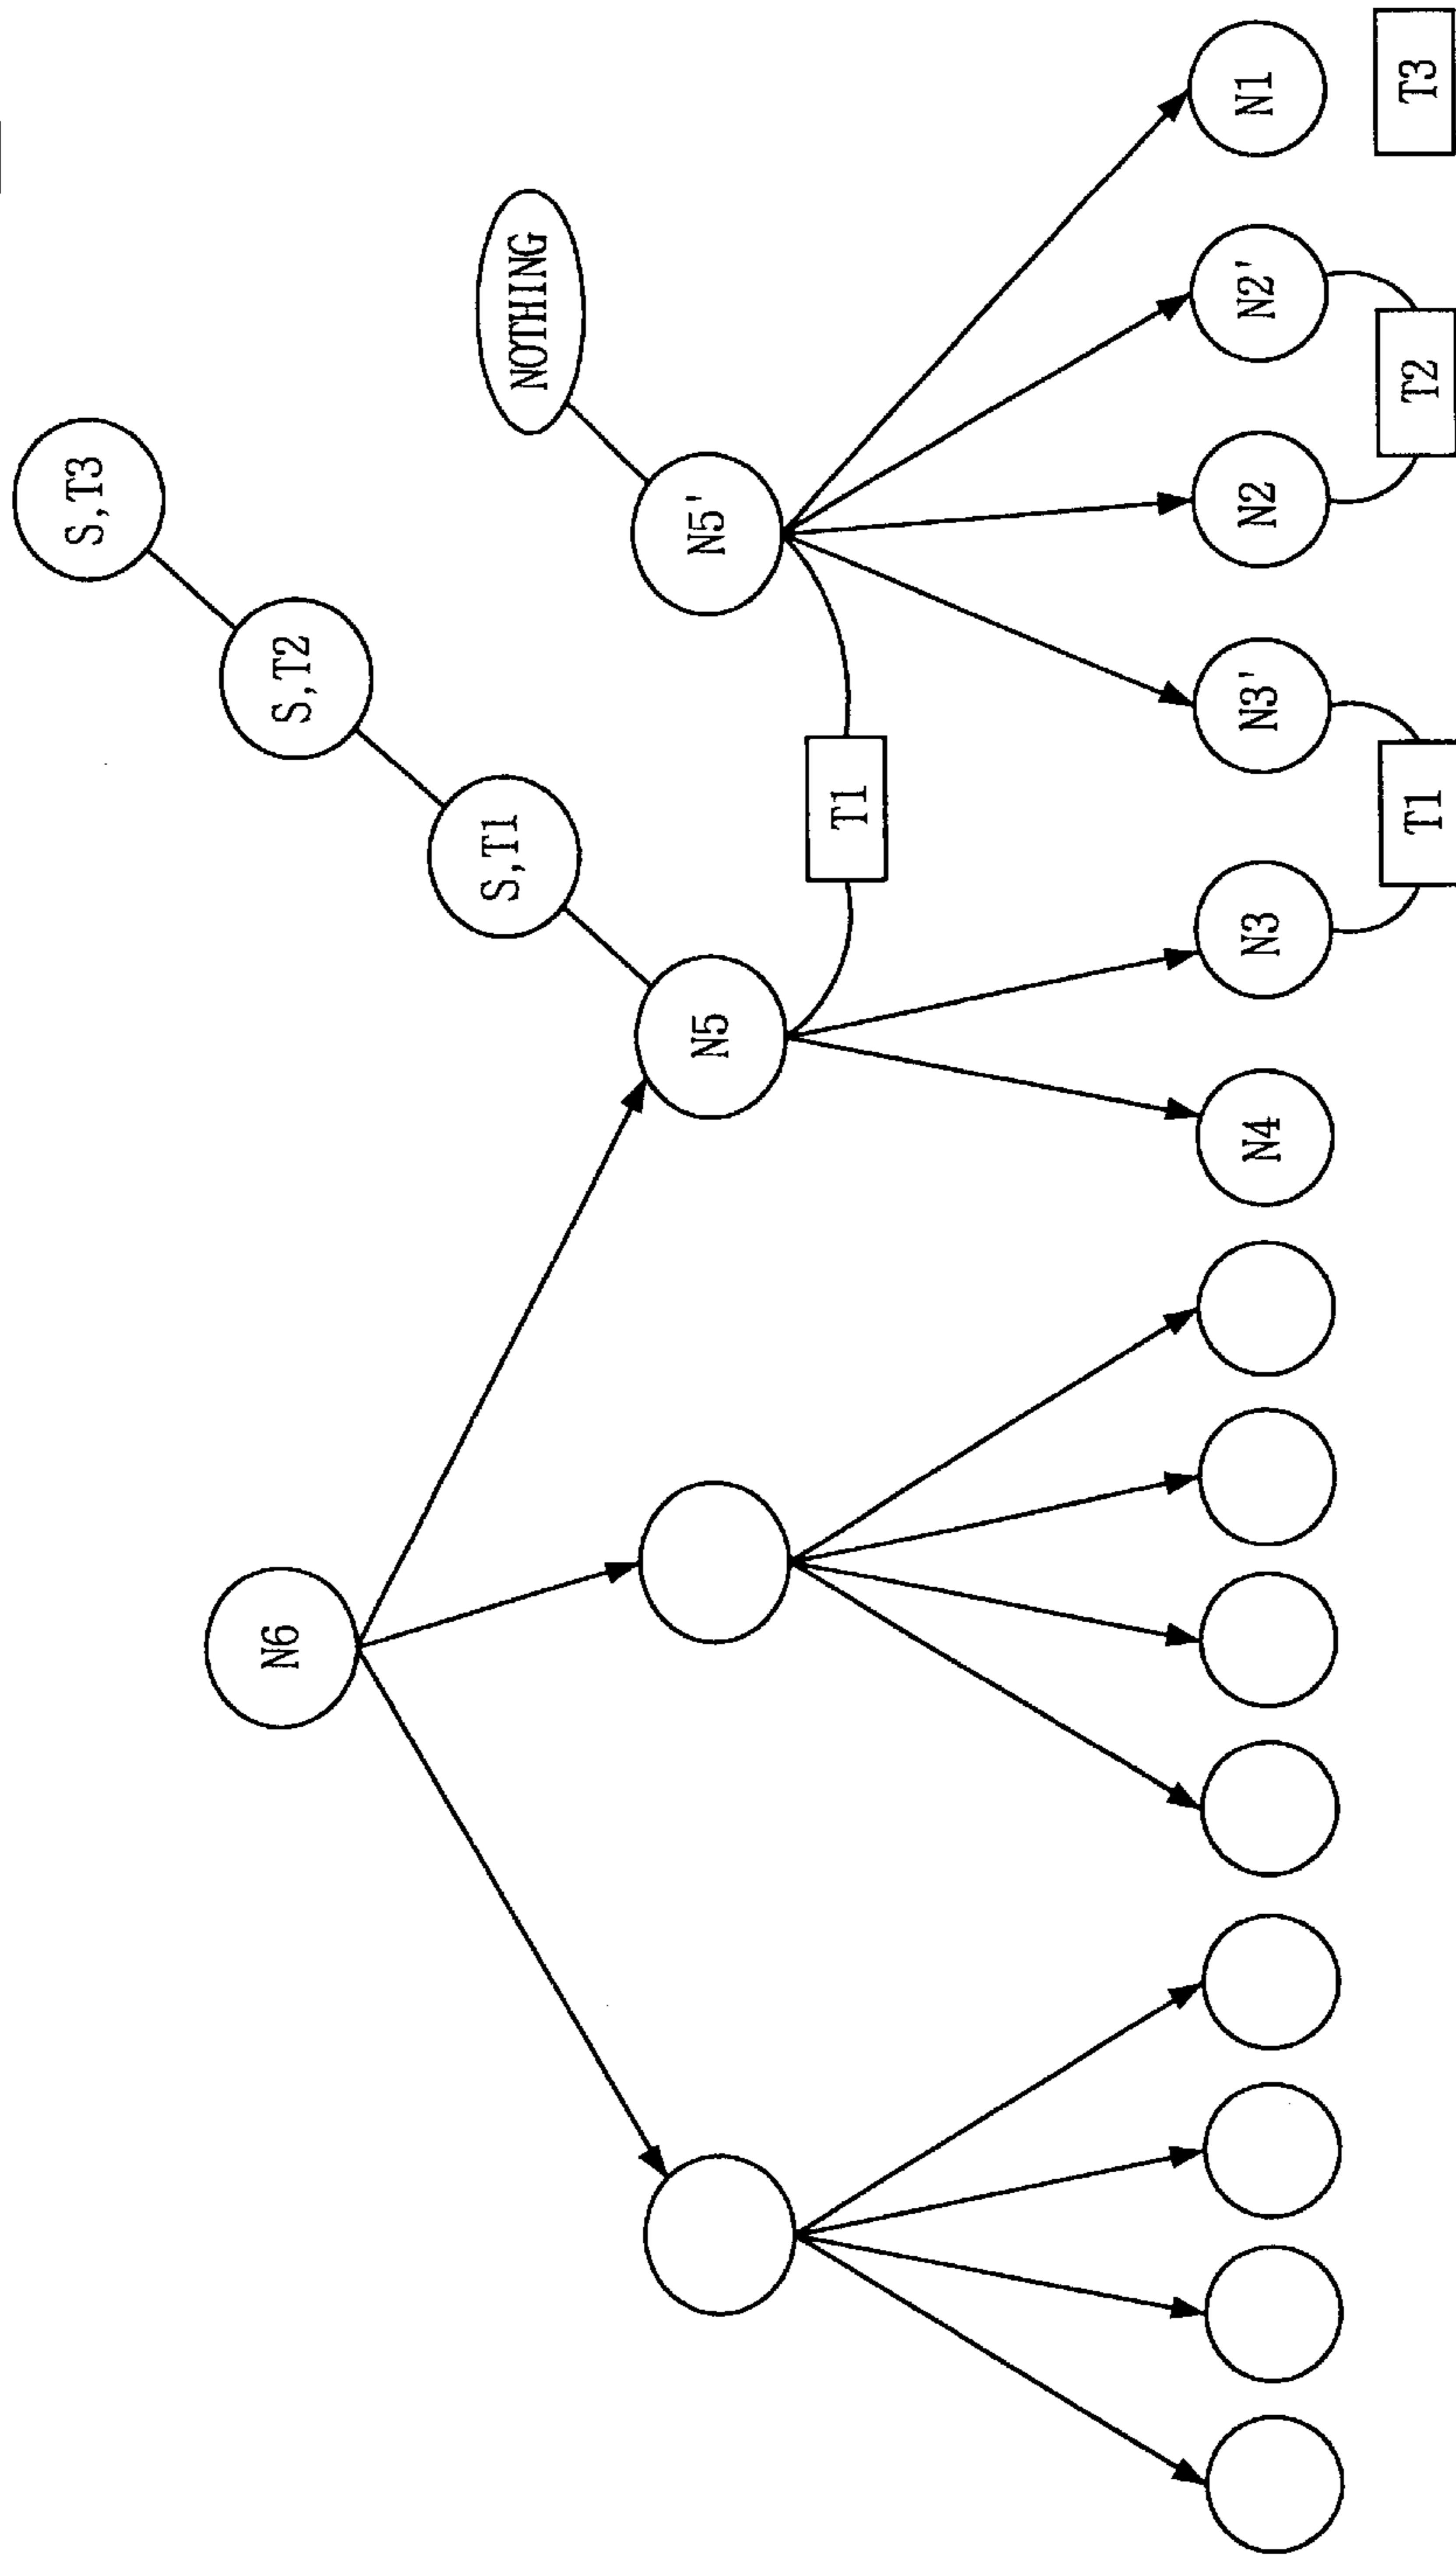 S,T3
S,T2
S,T1
NOTHING
N6
N5
N5'
T1
N4
N3
N3'
N2
N2'
N1
T1
T2
T3